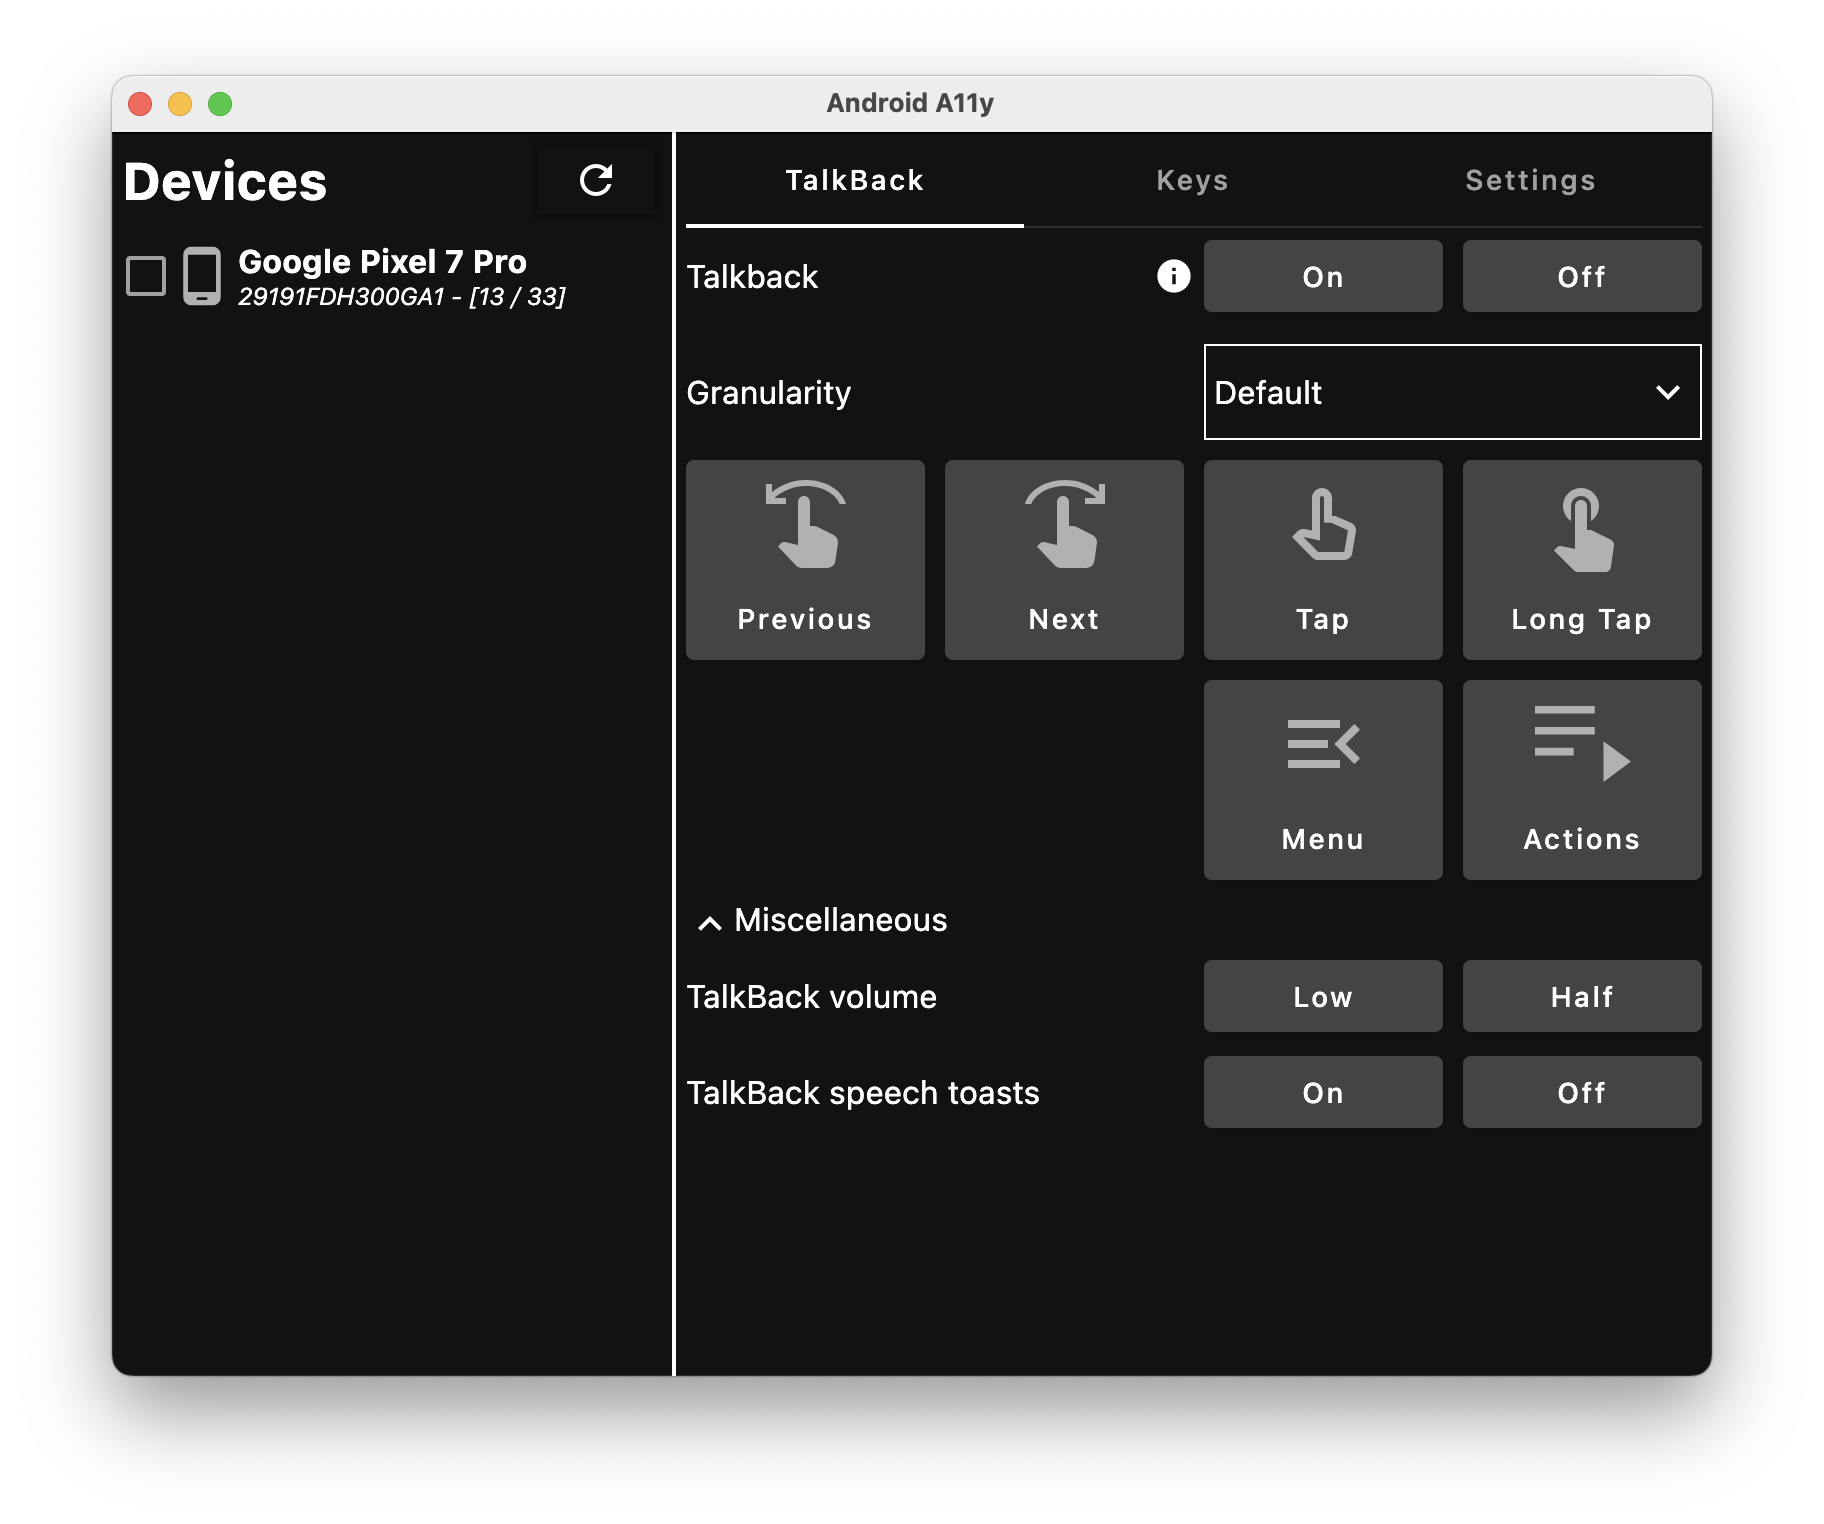 Android A11y
Devices
Google Pixel 7 Pro
29191FDH300GA1 - [13 / 33]
TalkBack
Keys
Settings
Talkback
On
Off
Granularity
Default
Previous
Next
Tap
Long Tap
Menu
Actions
Miscellaneous
TalkBack volume
Low
Half
TalkBack speech toasts
On
Off